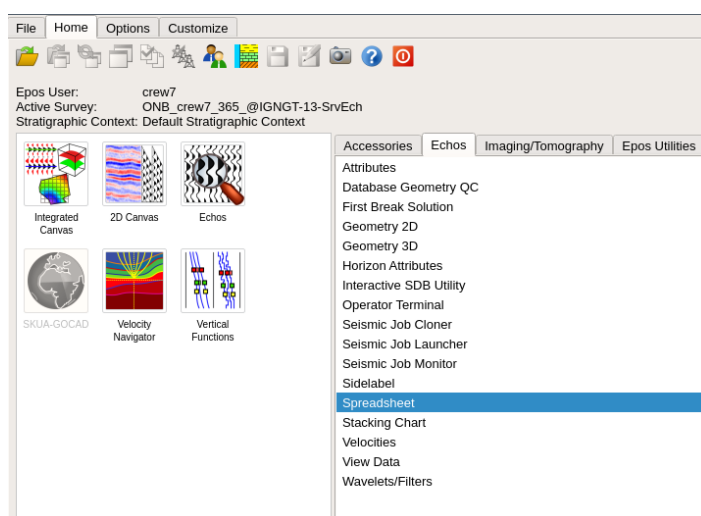 File Home Options Customize
Epos User: crew7
Active Survey: ONB_crew7_365_@IGNGT-13-SrvEch
Stratigraphic Context: Default Stratigraphic Context
Integrated Canvas
2D Canvas
Echos
SKUA-GOCAD
Velocity Navigator
Vertical Functions
Accessories Echos Imaging/Tomography Epos Utilities
Attributes
Database Geometry QC
First Break Solution
Geometry 2D
Geometry 3D
Horizon Attributes
Interactive SDB Utility
Operator Terminal
Seismic Job Cloner
Seismic Job Launcher
Seismic Job Monitor
Sidelabel
Spreadsheet
Stacking Chart
Velocities
View Data
Wavelets/Filters